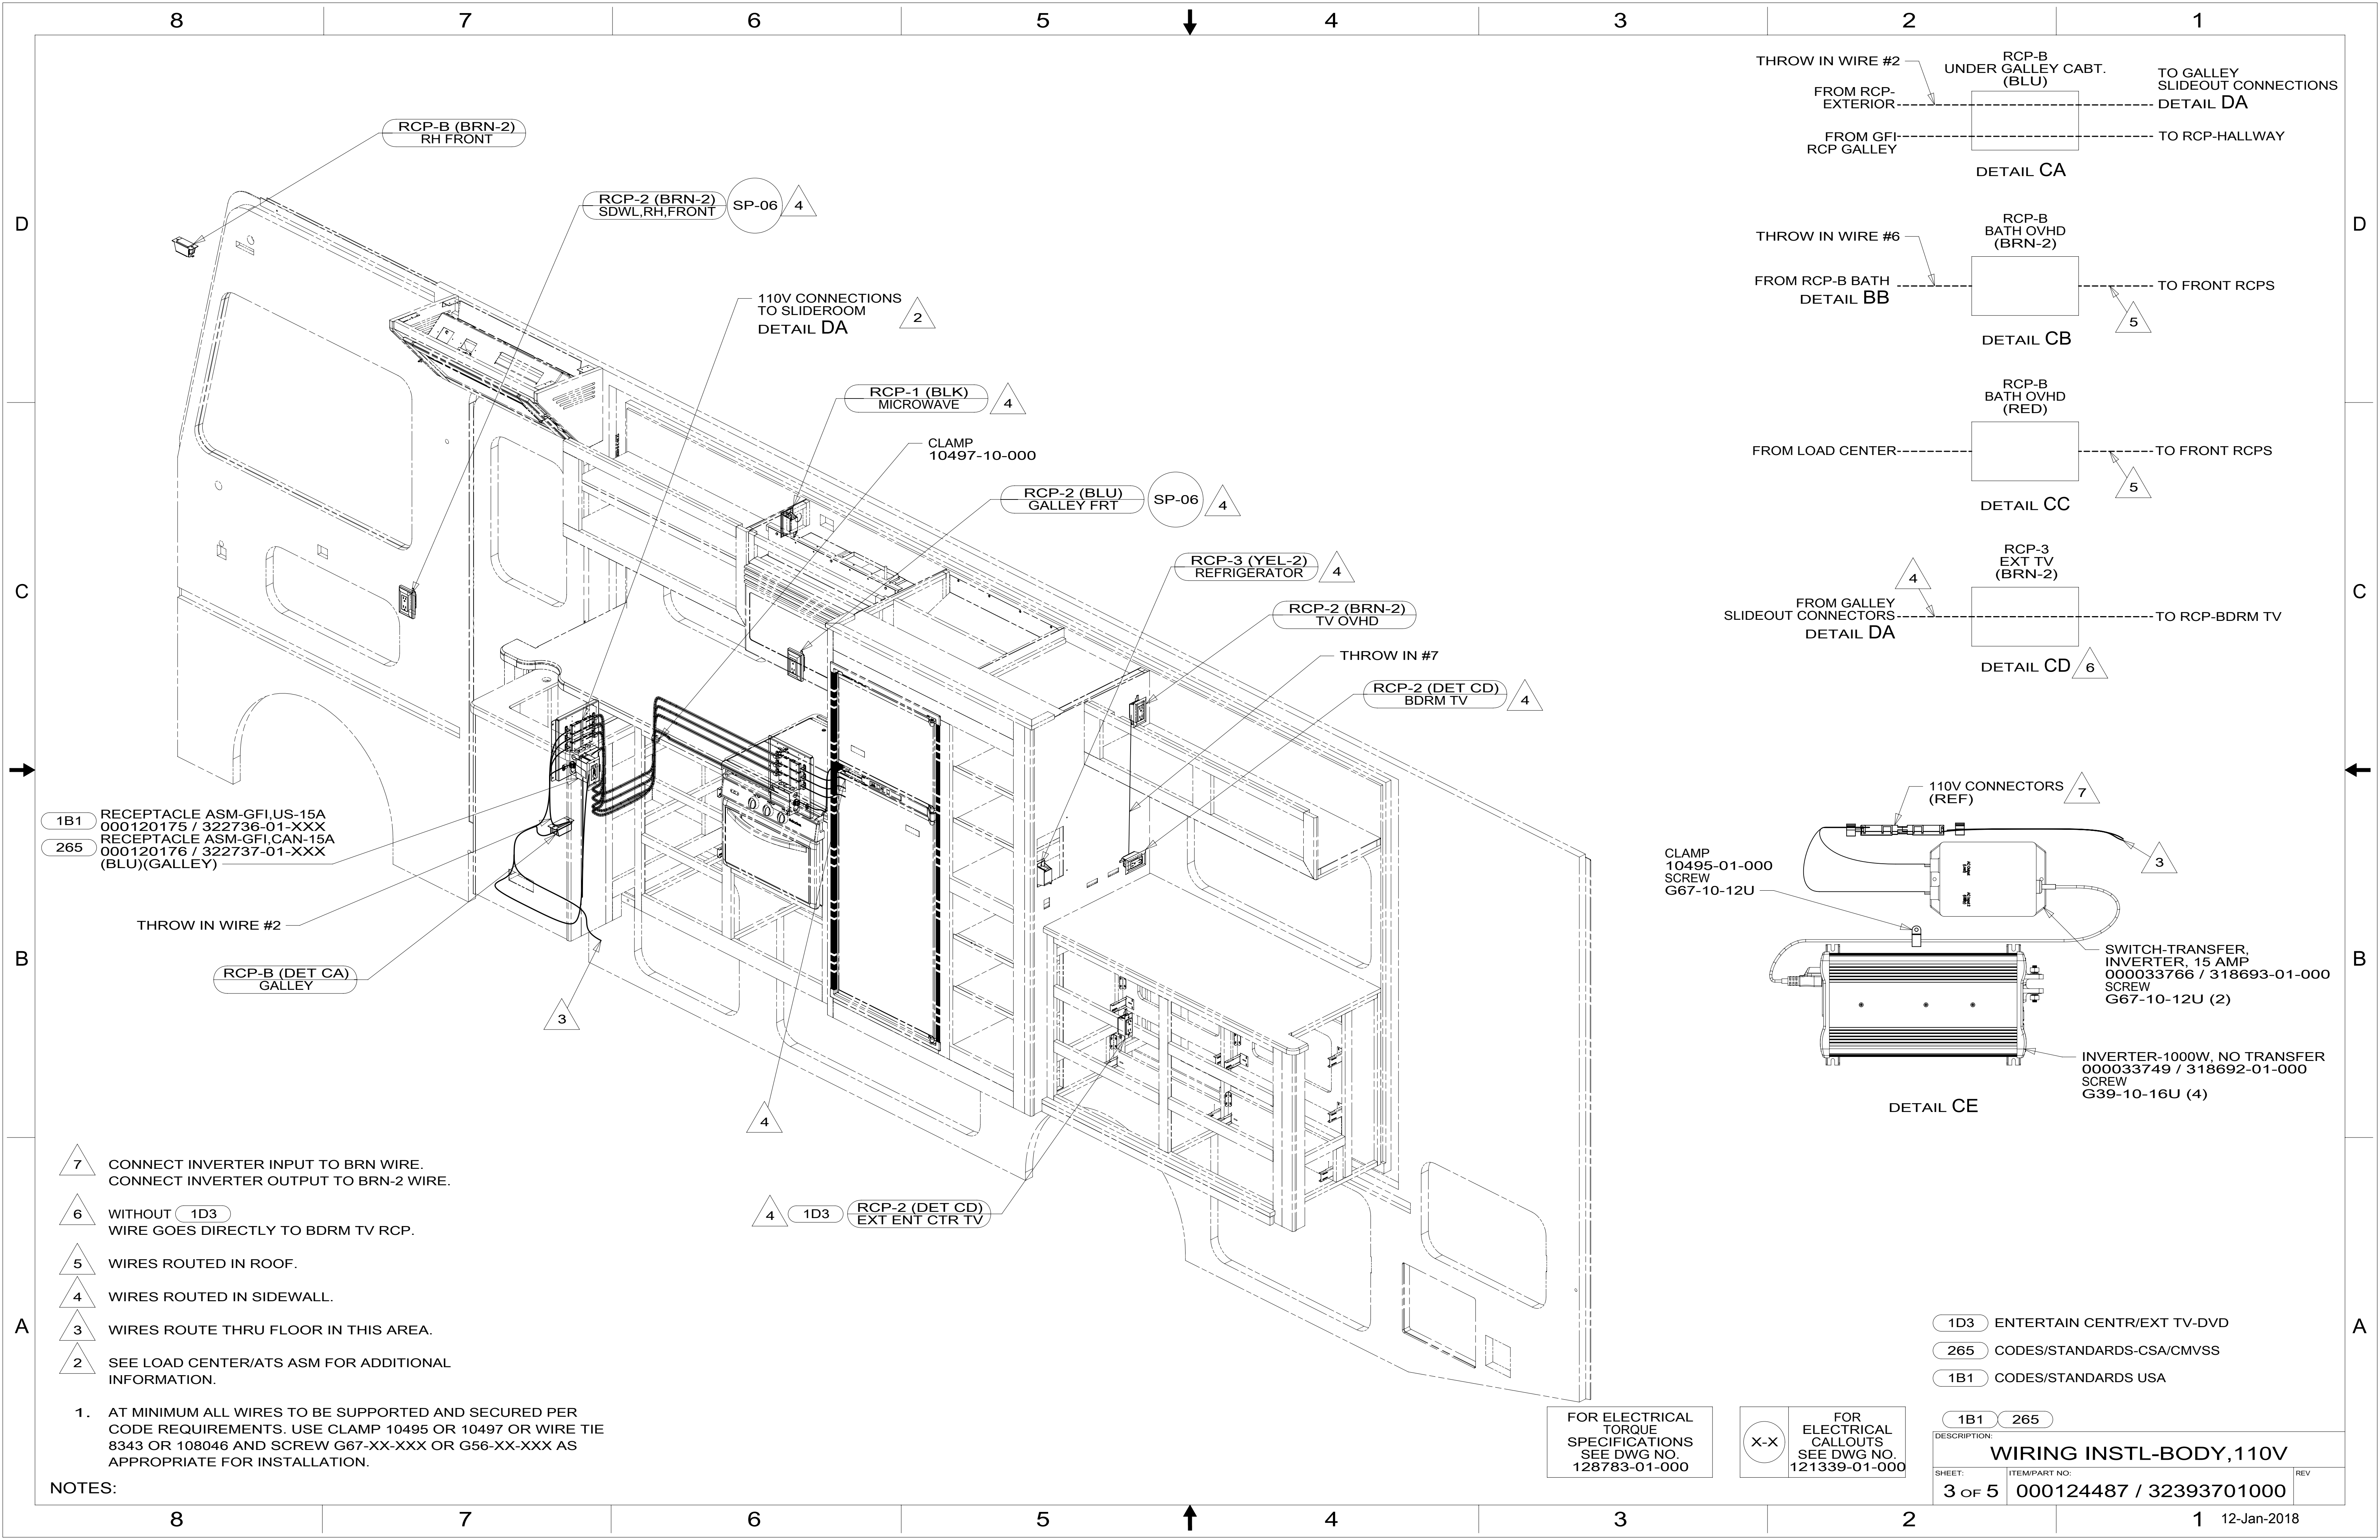 8 7 6 5 4 3 2 1
D
C
B
A
D
C
B
A
RCP-B (BRN-2)
RH FRONT
RCP-2 (BRN-2)
SDWL,RH,FRONT
SP-06
4
110V CONNECTIONS
TO SLIDEROOM
DETAIL DA
2
RCP-1 (BLK)
MICROWAVE
4
CLAMP
10497-10-000
RCP-2 (BLU)
GALLEY FRT
SP-06
4
RCP-3 (YEL-2)
REFRIGERATOR
4
RCP-2 (BRN-2)
TV OVHD
THROW IN #7
RCP-2 (DET CD)
BDRM TV
4
1B1
RECEPTACLE ASM-GFI,US-15A
000120175 / 322736-01-XXX
265
RECEPTACLE ASM-GFI,CAN-15A
000120176 / 322737-01-XXX
(BLU)(GALLEY)
THROW IN WIRE #2
RCP-B (DET CA)
GALLEY
3
4
4
1D3
RCP-2 (DET CD)
EXT ENT CTR TV
THROW IN WIRE #2
RCP-B
UNDER GALLEY CABT.
(BLU)
TO GALLEY
SLIDEOUT CONNECTIONS
DETAIL DA
FROM RCP-
EXTERIOR
FROM GFI
RCP GALLEY
TO RCP-HALLWAY
DETAIL CA
RCP-B
BATH OVHD
(BRN-2)
THROW IN WIRE #6
FROM RCP-B BATH
DETAIL BB
TO FRONT RCPS
5
DETAIL CB
RCP-B
BATH OVHD
(RED)
FROM LOAD CENTER
TO FRONT RCPS
5
DETAIL CC
RCP-3
EXT TV
(BRN-2)
4
FROM GALLEY
SLIDEOUT CONNECTORS
DETAIL DA
TO RCP-BDRM TV
DETAIL CD
6
110V CONNECTORS
(REF)
7
3
CLAMP
10495-01-000
SCREW
G67-10-12U
SWITCH-TRANSFER,
INVERTER, 15 AMP
000033766 / 318693-01-000
SCREW
G67-10-12U (2)
INVERTER-1000W, NO TRANSFER
000033749 / 318692-01-000
SCREW
G39-10-16U (4)
DETAIL CE
7 CONNECT INVERTER INPUT TO BRN WIRE.
CONNECT INVERTER OUTPUT TO BRN-2 WIRE.
6 WITHOUT 1D3
WIRE GOES DIRECTLY TO BDRM TV RCP.
5 WIRES ROUTED IN ROOF.
4 WIRES ROUTED IN SIDEWALL.
3 WIRES ROUTE THRU FLOOR IN THIS AREA.
2 SEE LOAD CENTER/ATS ASM FOR ADDITIONAL
INFORMATION.
1. AT MINIMUM ALL WIRES TO BE SUPPORTED AND SECURED PER
CODE REQUIREMENTS. USE CLAMP 10495 OR 10497 OR WIRE TIE
8343 OR 108046 AND SCREW G67-XX-XXX OR G56-XX-XXX AS
APPROPRIATE FOR INSTALLATION.
NOTES:
1D3 ENTERTAIN CENTR/EXT TV-DVD
265 CODES/STANDARDS-CSA/CMVSS
1B1 CODES/STANDARDS USA
FOR ELECTRICAL
TORQUE
SPECIFICATIONS
SEE DWG NO.
128783-01-000
X-X
FOR
ELECTRICAL
CALLOUTS
SEE DWG NO.
121339-01-000
1B1 265
DESCRIPTION:
WIRING INSTL-BODY,110V
SHEET:
3 OF 5
ITEM/PART NO:
000124487 / 32393701000
REV
8 7 6 5 4 3 2 1
12-Jan-2018